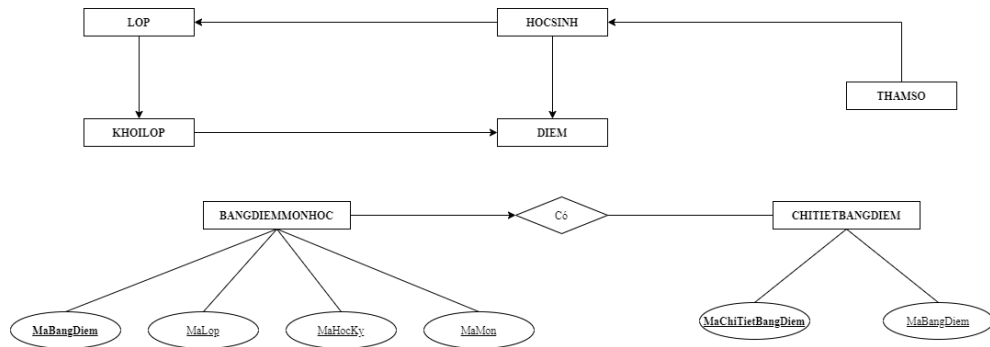 LOP
HOCSINH
THAMSO
KHOILOP
DIEM
BANGDIEMMONHOC
Có
CHITIETBANGDIEM
MaBangDiem
MaLop
MaHocKy
MaMon
MaChiTietBangDiem
MaBangDiem